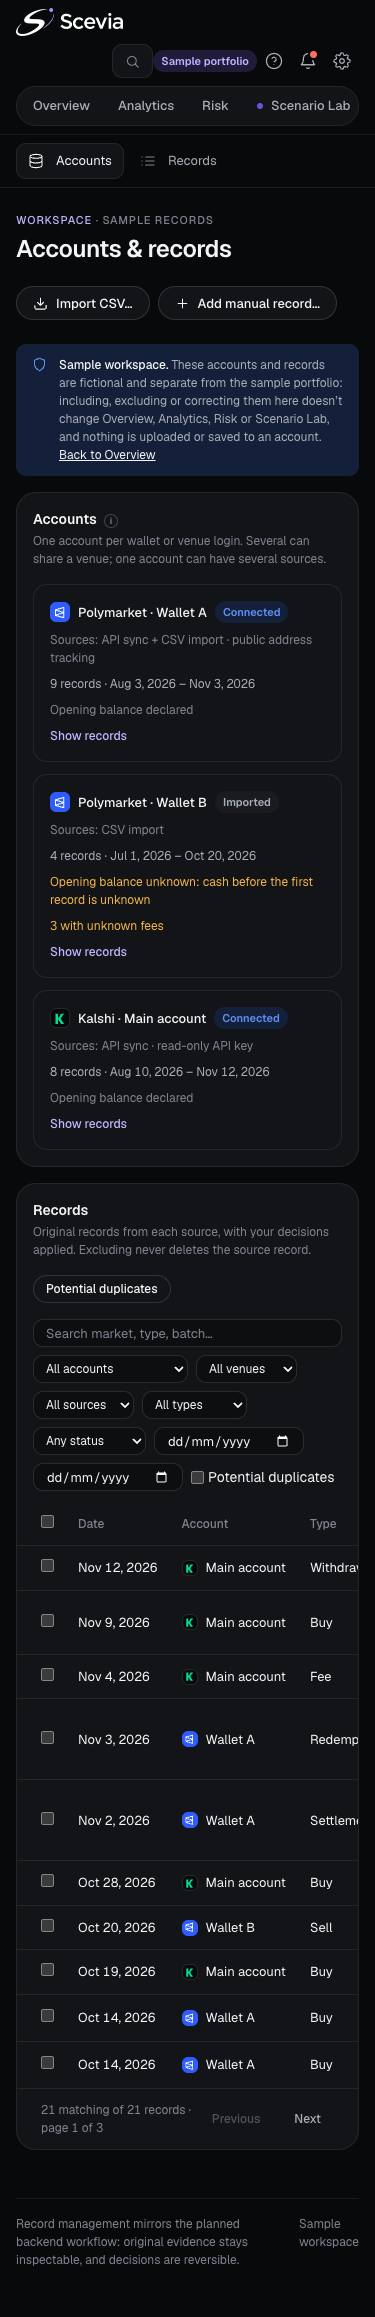 Scevia
Sample portfolio
Overview Analytics Risk Scenario Lab
Accounts Records
WORKSPACE · SAMPLE RECORDS
Accounts & records
Import CSV... Add manual record...
Sample workspace. These accounts and records
are fictional and separate from the sample portfolio:
including, excluding or correcting them here doesn't
change Overview, Analytics, Risk or Scenario Lab,
and nothing is uploaded or saved to an account.
Back to Overview
Accounts
One account per wallet or venue login. Several can
share a venue; one account can have several sources.
Polymarket · Wallet A Connected
Sources: API sync + CSV import · public address
tracking
9 records · Aug 3, 2026 – Nov 3, 2026
Opening balance declared
Show records
Polymarket · Wallet B Imported
Sources: CSV import
4 records · Jul 1, 2026 – Oct 20, 2026
Opening balance unknown: cash before the first
record is unknown
3 with unknown fees
Show records
Kalshi · Main account Connected
Sources: API sync · read-only API key
8 records · Aug 10, 2026 – Nov 12, 2026
Opening balance declared
Show records
Records
Original records from each source, with your decisions
applied. Excluding never deletes the source record.
Potential duplicates
Search market, type, batch...
All accounts All venues
All sources All types
Any status dd/mm/yyyy
dd/mm/yyyy Potential duplicates
Date Account Type
Nov 12, 2026 K Main account Withdra
Nov 9, 2026 K Main account Buy
Nov 4, 2026 K Main account Fee
Nov 3, 2026 Wallet A Redemp
Nov 2, 2026 Wallet A Settleme
Oct 28, 2026 K Main account Buy
Oct 20, 2026 Wallet B Sell
Oct 19, 2026 K Main account Buy
Oct 14, 2026 Wallet A Buy
Oct 14, 2026 Wallet A Buy
21 matching of 21 records ·
page 1 of 3
Previous Next
Record management mirrors the planned
backend workflow: original evidence stays
inspectable, and decisions are reversible.
Sample
workspace